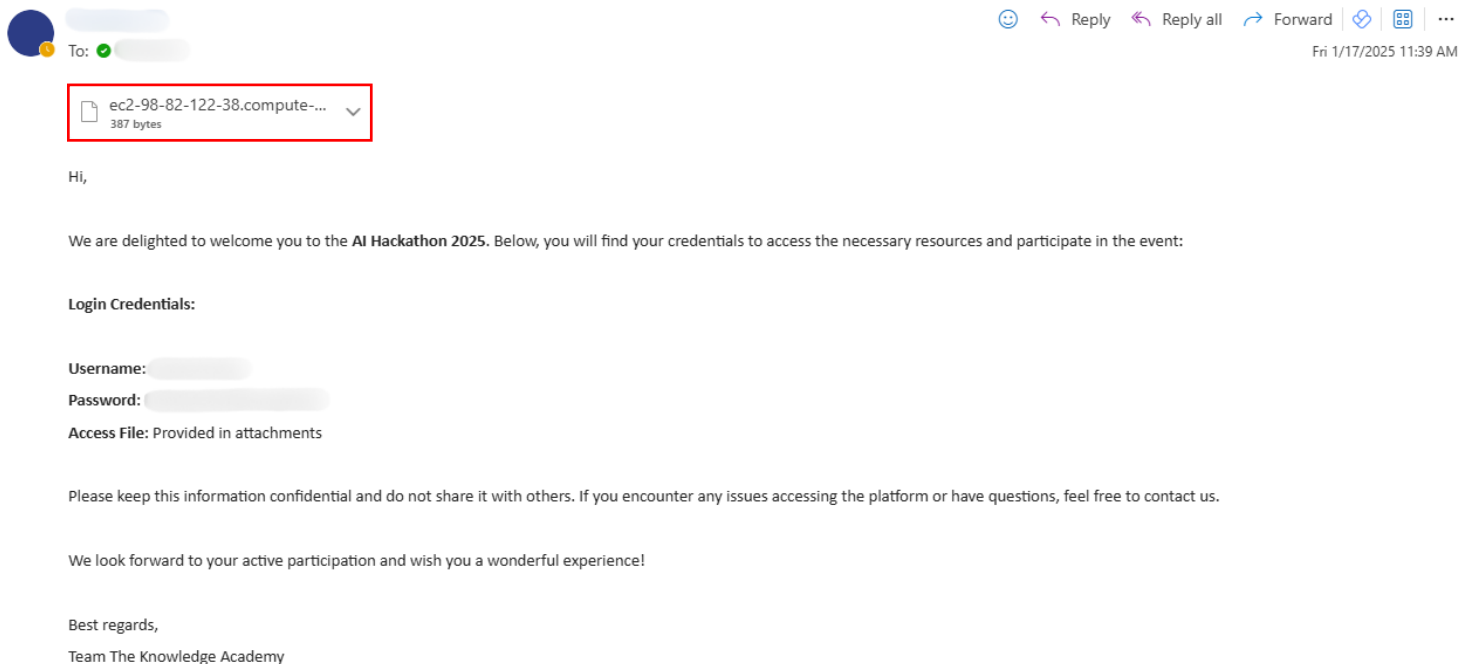 Reply
Reply all
Forward
To:
Fri 1/17/2025 11:39 AM
ec2-98-82-122-38.compute-...
387 bytes
Hi,
We are delighted to welcome you to the AI Hackathon 2025. Below, you will find your credentials to access the necessary resources and participate in the event:
Login Credentials:
Username:
Password:
Access File: Provided in attachments
Please keep this information confidential and do not share it with others. If you encounter any issues accessing the platform or have questions, feel free to contact us.
We look forward to your active participation and wish you a wonderful experience!
Best regards,
Team The Knowledge Academy